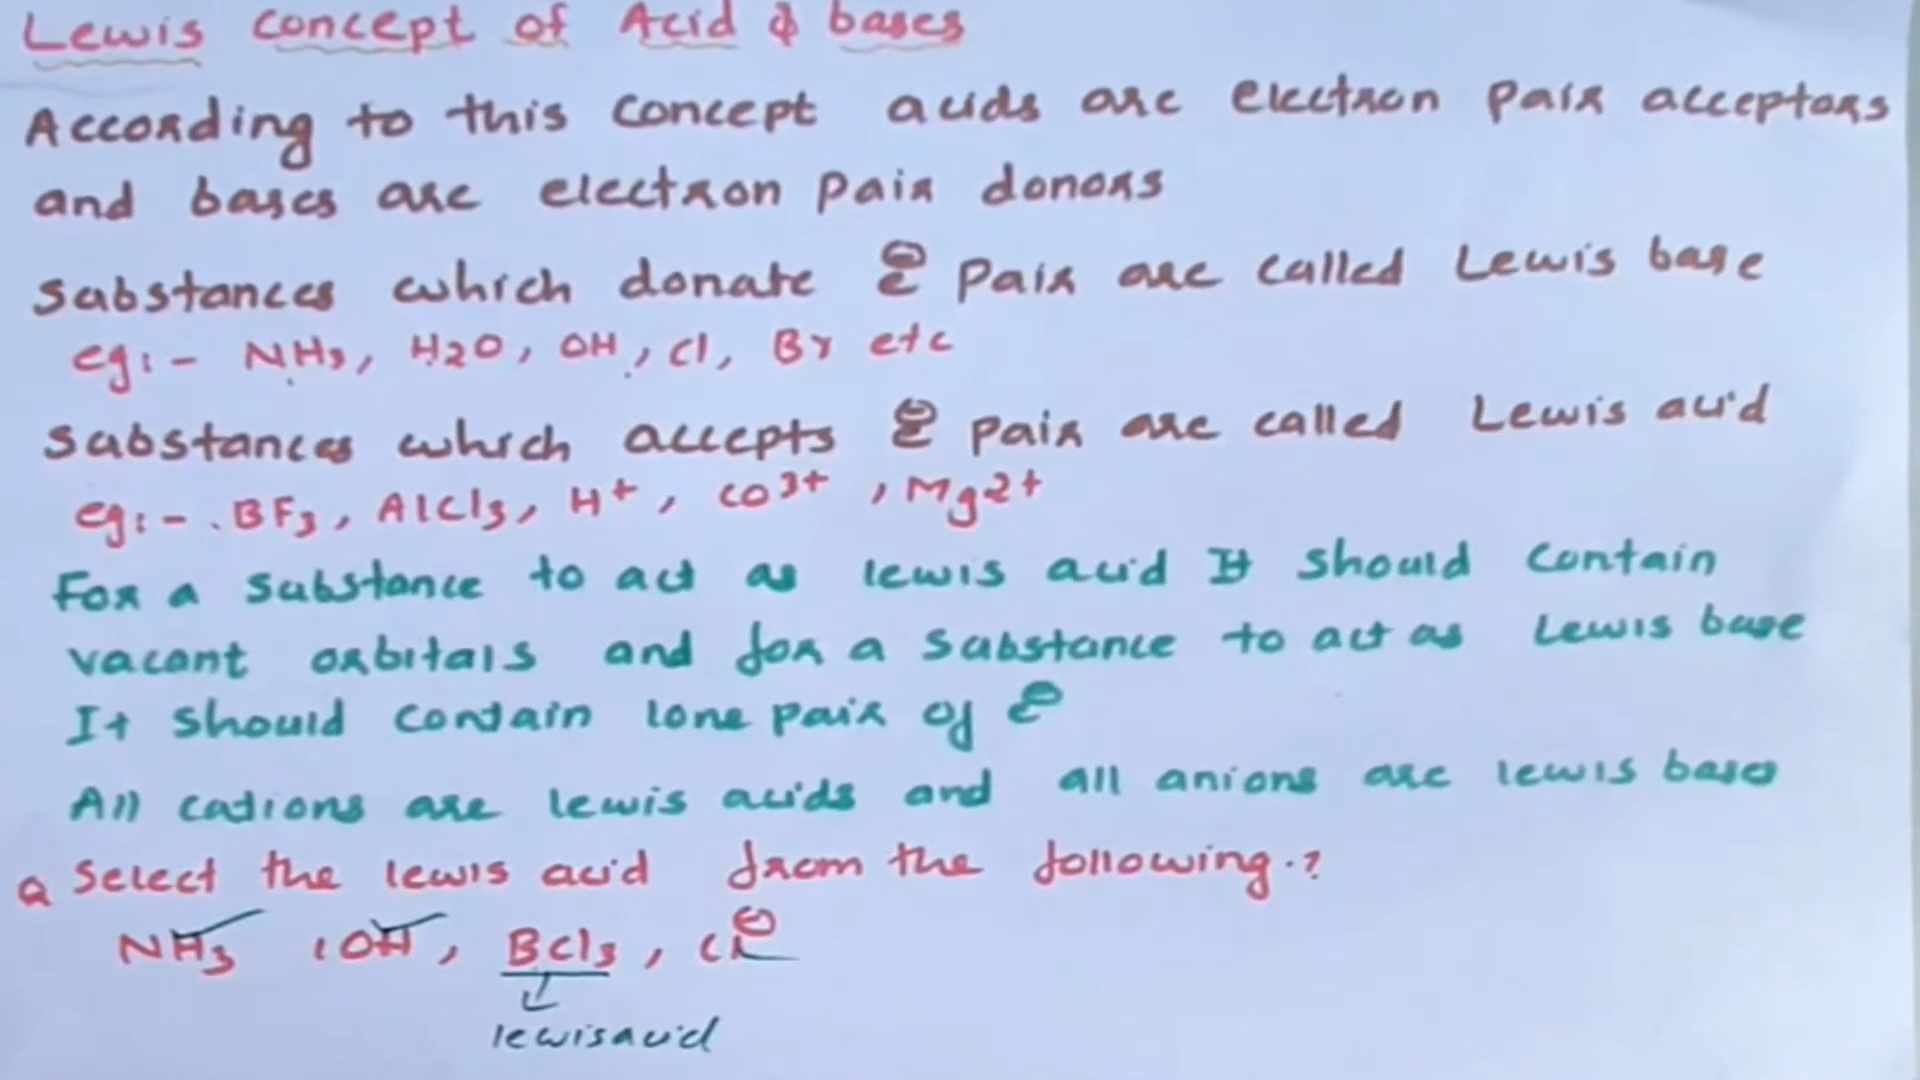 Lewis concept of Acid & bases
According to this concept acids are electron pair acceptors
and bases are electron pair donors
substances which donate e⊖ pair are called Lewis base
eg:- NH3, H2O, OH, Cl, Br etc
substances which accepts e⊖ pair are called Lewis acid
eg:- BF3, AlCl3, H+, CO3+, Mg2+
For a substance to act as lewis acid It should contain
vacant orbitals and for a substance to act as Lewis base
It should contain lone pair of e⊖
All cations are lewis acids and all anions are lewis bases
Q Select the lewis acid from the following.?
NH3, OH, BCl3, Cl⊖
lewis acid